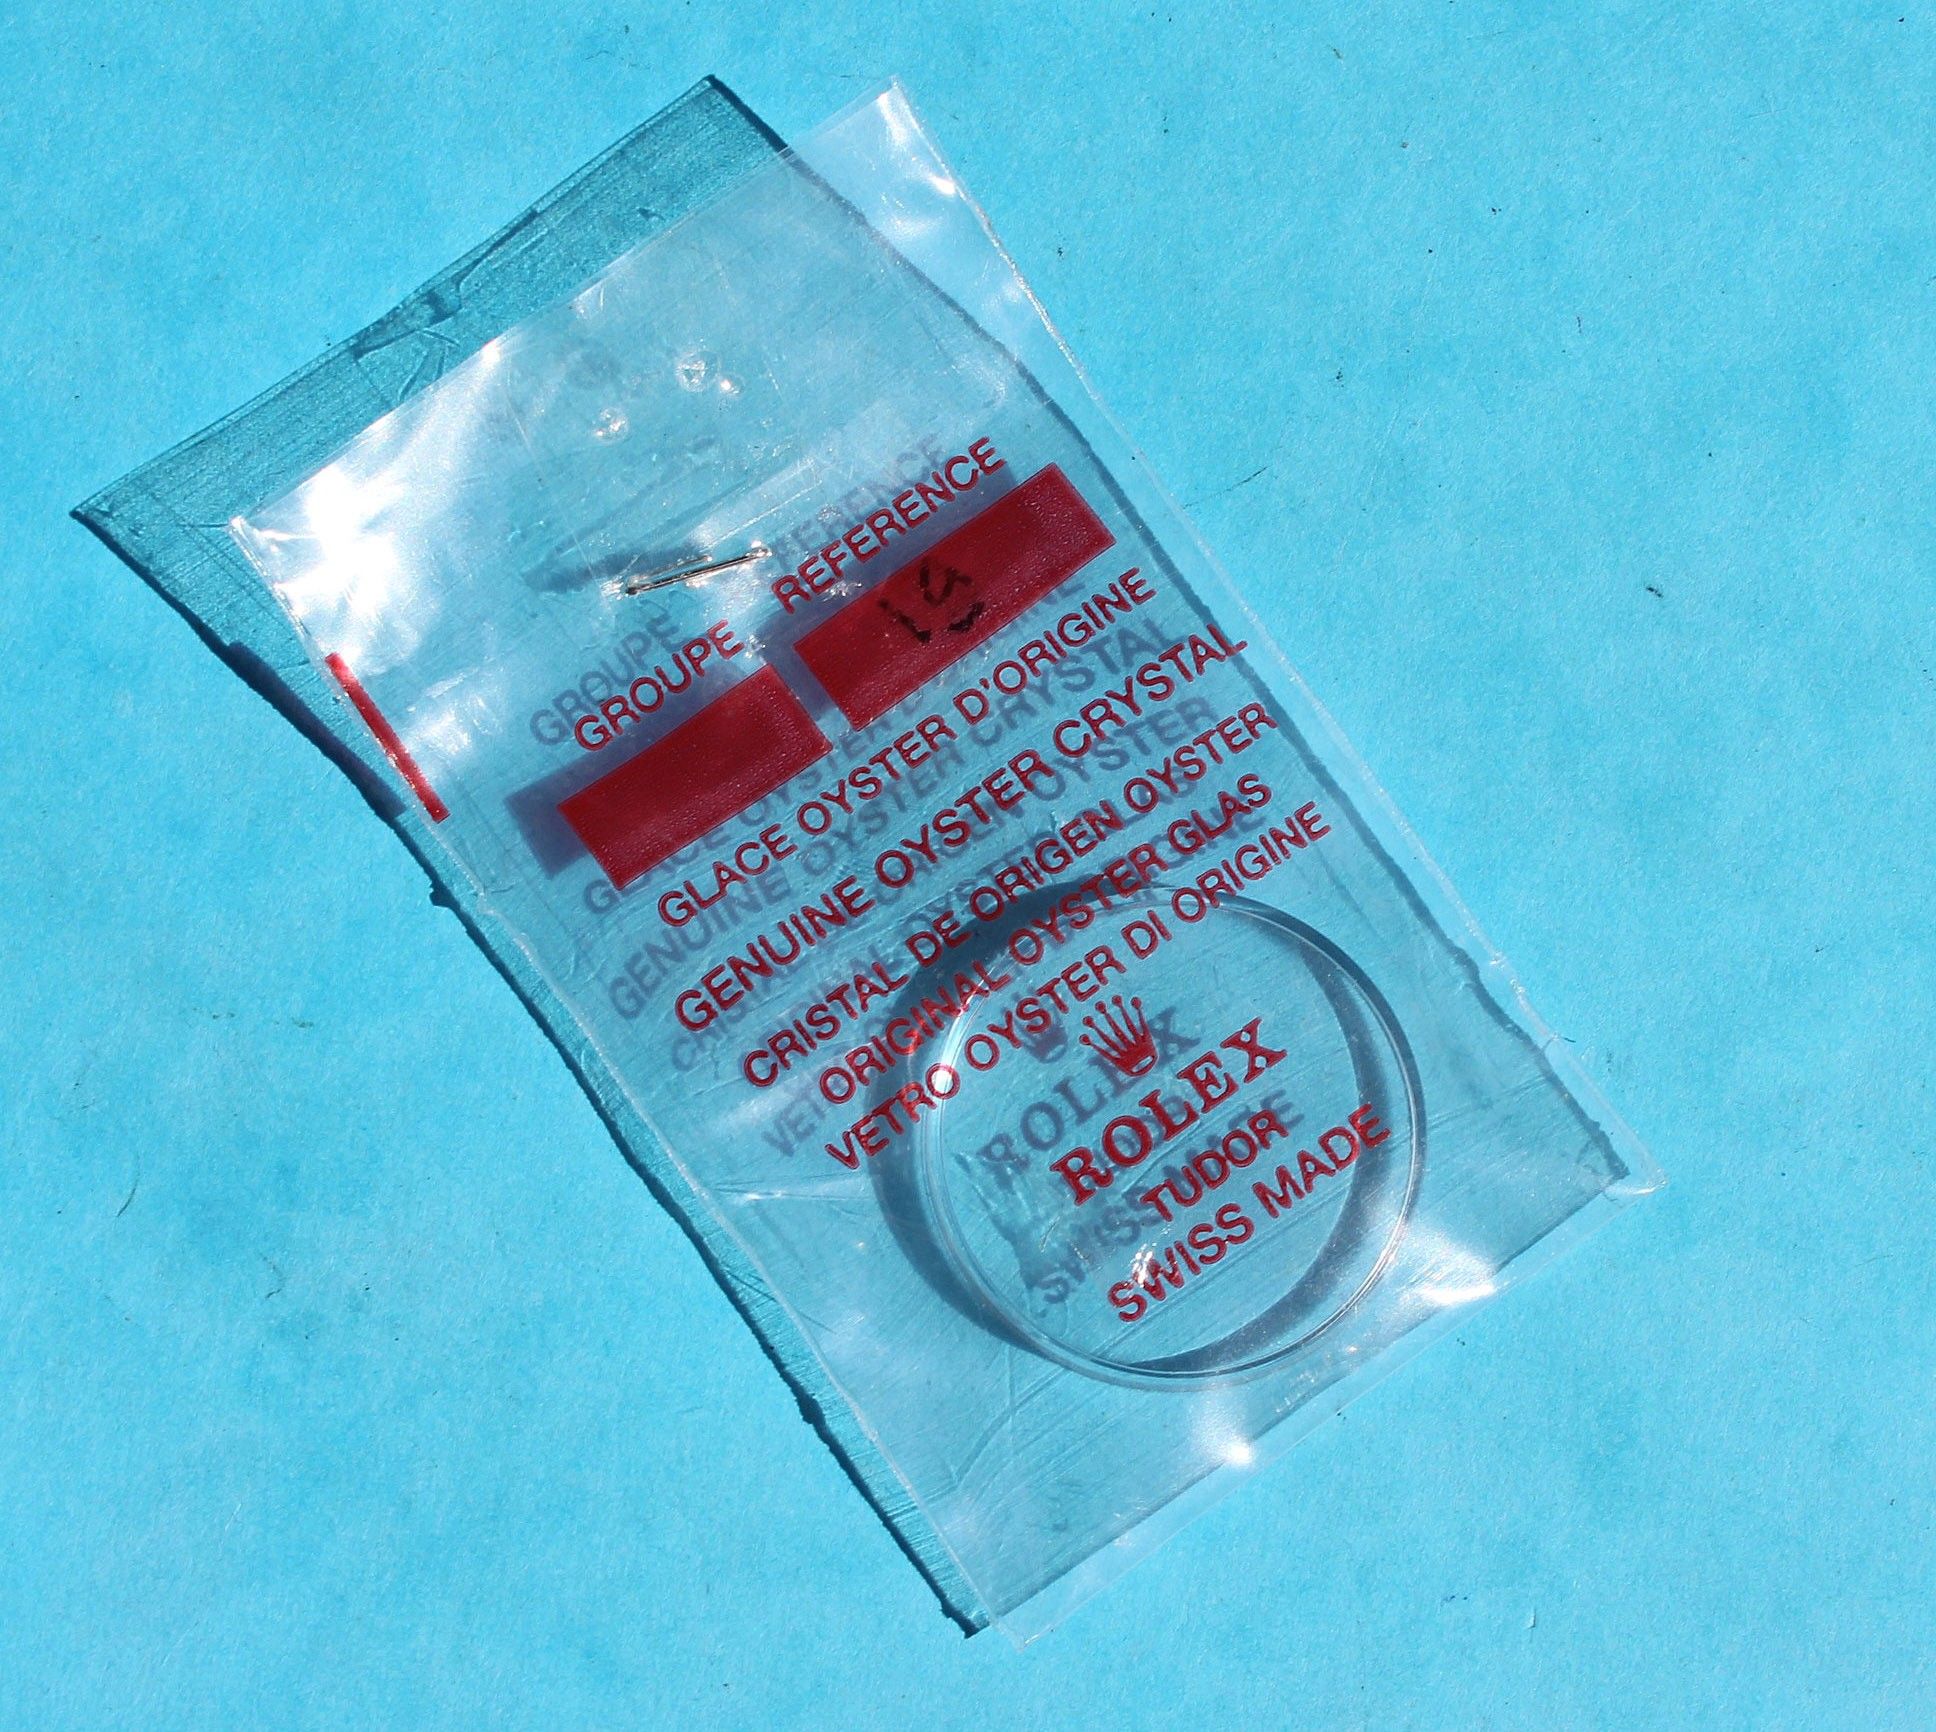 GROUPE REFERENCE
19
GLACE OYSTER D'ORIGINE
GENUINE OYSTER CRYSTAL
CRISTAL DE ORIGEN OYSTER
ORIGINAL OYSTER GLAS
VETRO OYSTER DI ORIGINE
ROLEX
TUDOR
SWISS MADE